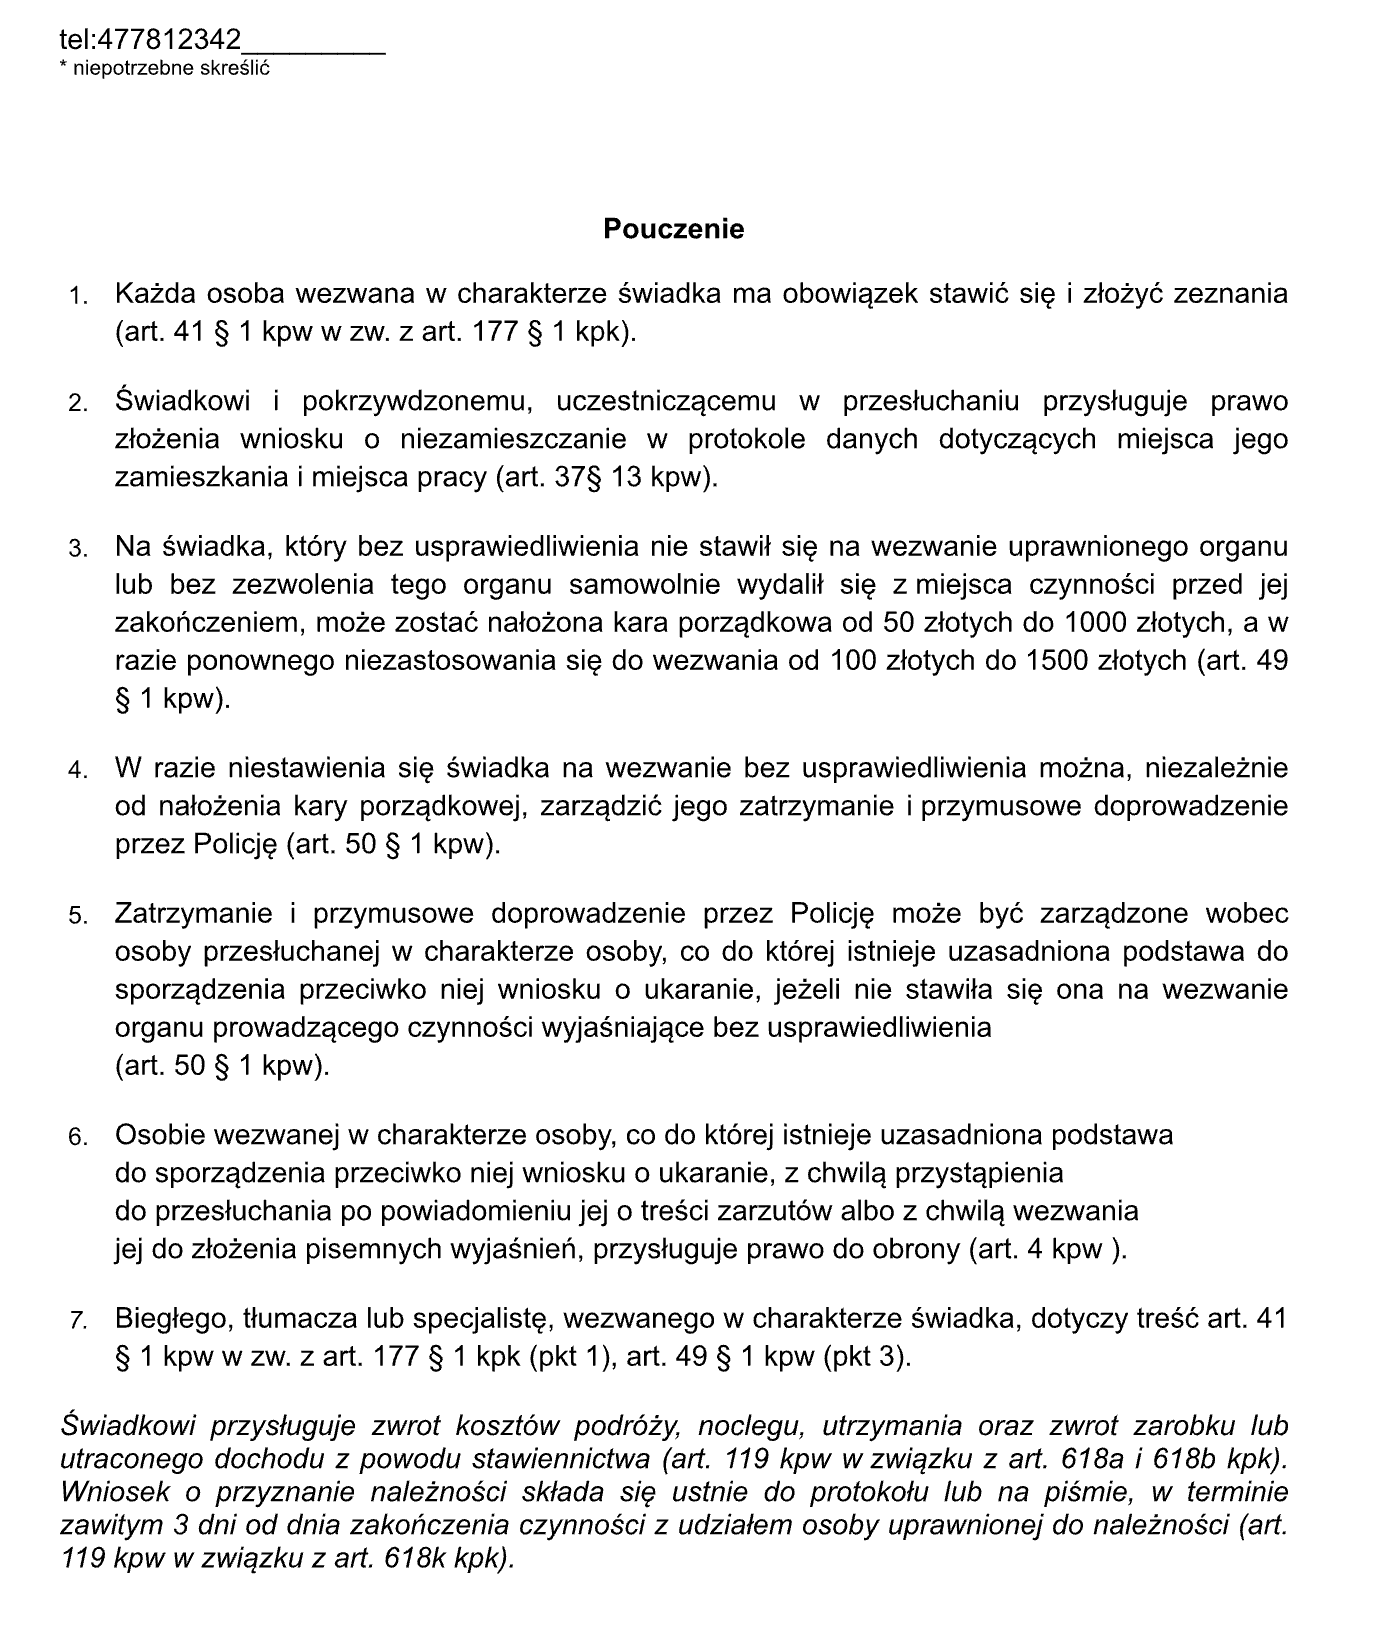 tel:477812342_________
* niepotrzebne skreślić
Pouczenie
1. Każda osoba wezwana w charakterze świadka ma obowiązek stawić się i złożyć zeznania
(art. 41 § 1 kpw w zw. z art. 177 § 1 kpk).
2. Świadkowi i pokrzywdzonemu, uczestniczącemu w przesłuchaniu przysługuje prawo
złożenia wniosku o niezamieszczanie w protokole danych dotyczących miejsca jego
zamieszkania i miejsca pracy (art. 37§ 13 kpw).
3. Na świadka, który bez usprawiedliwienia nie stawił się na wezwanie uprawnionego organu
lub bez zezwolenia tego organu samowolnie wydalił się z miejsca czynności przed jej
zakończeniem, może zostać nałożona kara porządkowa od 50 złotych do 1000 złotych, a w
razie ponownego niezastosowania się do wezwania od 100 złotych do 1500 złotych (art. 49
§ 1 kpw).
4. W razie niestawienia się świadka na wezwanie bez usprawiedliwienia można, niezależnie
od nałożenia kary porządkowej, zarządzić jego zatrzymanie i przymusowe doprowadzenie
przez Policję (art. 50 § 1 kpw).
5. Zatrzymanie i przymusowe doprowadzenie przez Policję może być zarządzone wobec
osoby przesłuchanej w charakterze osoby, co do której istnieje uzasadniona podstawa do
sporządzenia przeciwko niej wniosku o ukaranie, jeżeli nie stawiła się ona na wezwanie
organu prowadzącego czynności wyjaśniające bez usprawiedliwienia
(art. 50 § 1 kpw).
6. Osobie wezwanej w charakterze osoby, co do której istnieje uzasadniona podstawa
do sporządzenia przeciwko niej wniosku o ukaranie, z chwilą przystąpienia
do przesłuchania po powiadomieniu jej o treści zarzutów albo z chwilą wezwania
jej do złożenia pisemnych wyjaśnień, przysługuje prawo do obrony (art. 4 kpw ).
7. Biegłego, tłumacza lub specjalistę, wezwanego w charakterze świadka, dotyczy treść art. 41
§ 1 kpw w zw. z art. 177 § 1 kpk (pkt 1), art. 49 § 1 kpw (pkt 3).
Świadkowi przysługuje zwrot kosztów podróży, noclegu, utrzymania oraz zwrot zarobku lub
utraconego dochodu z powodu stawiennictwa (art. 119 kpw w związku z art. 618a i 618b kpk).
Wniosek o przyznanie należności składa się ustnie do protokołu lub na piśmie, w terminie
zawitym 3 dni od dnia zakończenia czynności z udziałem osoby uprawnionej do należności (art.
119 kpw w związku z art. 618k kpk).